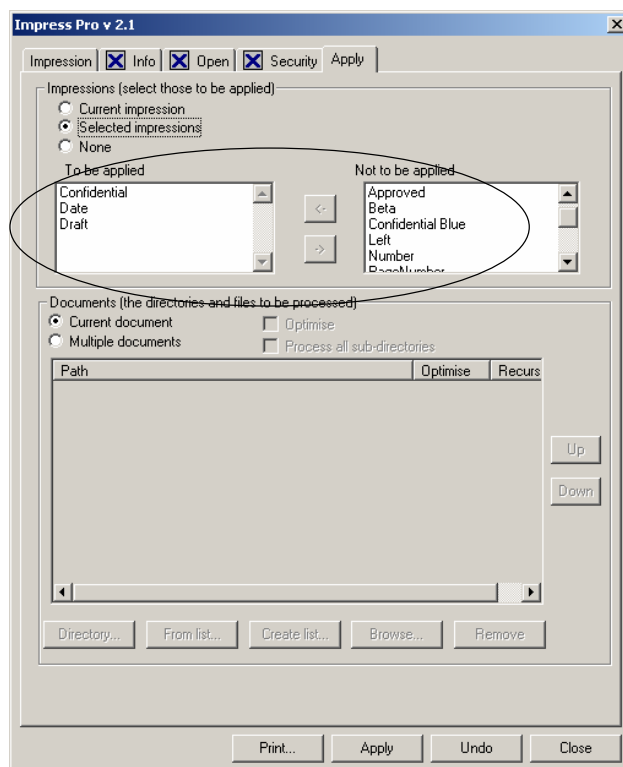 Impress Pro v 2.1
Impression Info Open Security Apply
Impressions (select those to be applied)
Current impression
Selected impressions
None
To be applied Not to be applied
Confidential
Date
Draft
<-
->
Approved
Beta
Confidential Blue
Left
Number
PageNumber
Documents (the directories and files to be processed)
Current document Optimise
Multiple documents Process all sub-directories
Path Optimise Recurs
Up
Down
Directory... From list... Create list... Browse... Remove
Print... Apply Undo Close